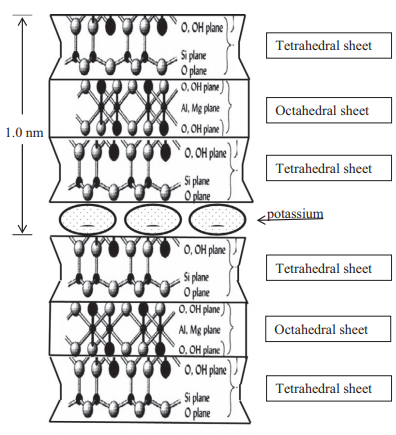 O, OH plane
Si plane
O plane
Tetrahedral sheet
O, OH plane
Al, Mg plane
O, OH plane
Octahedral sheet
1.0 nm
O, OH plane
Si plane
O plane
Tetrahedral sheet
potassium
O, OH plane
Si plane
O plane
Tetrahedral sheet
O, OH plane
Al, Mg plane
O, OH plane
Octahedral sheet
O, OH plane
Si plane
O plane
Tetrahedral sheet